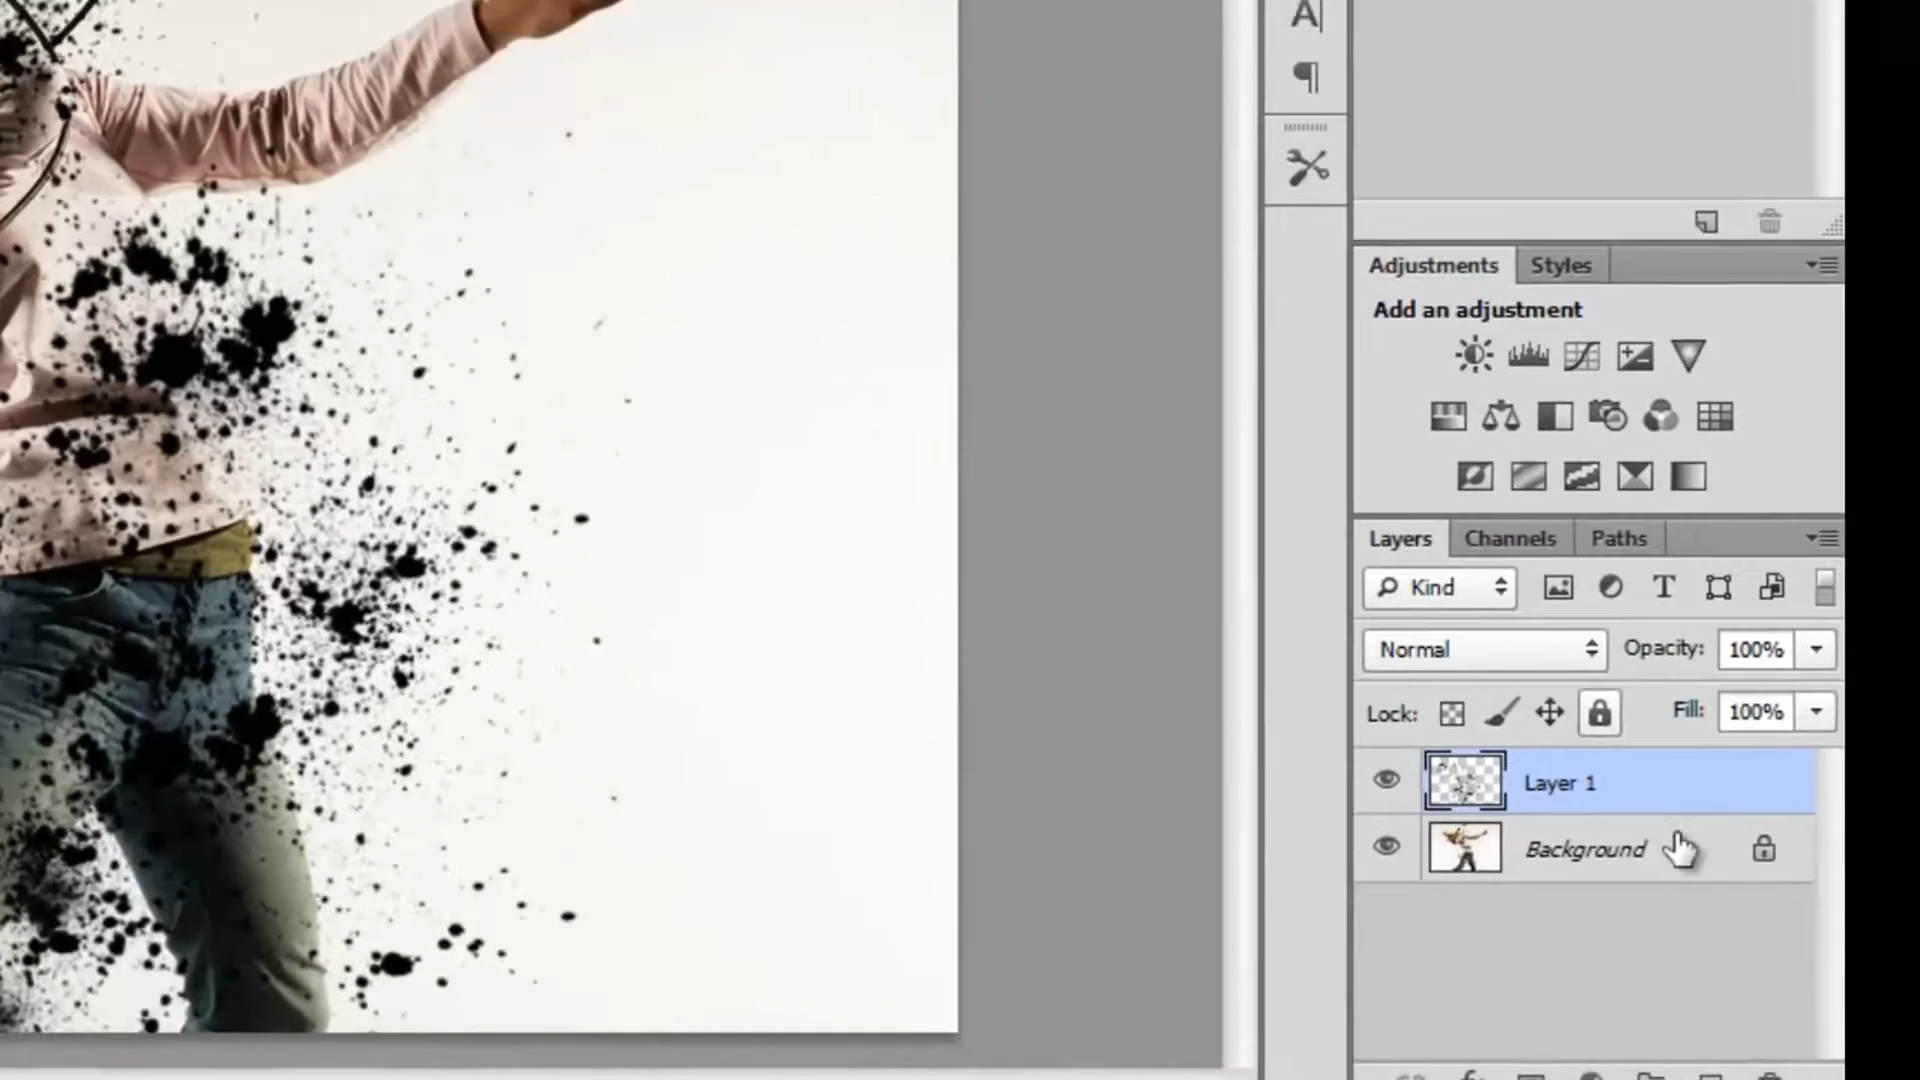 A|
Adjustments Styles
Add an adjustment
Layers Channels Paths
Kind T
Normal Opacity: 100%
Lock: Fill: 100%
Layer 1
Background